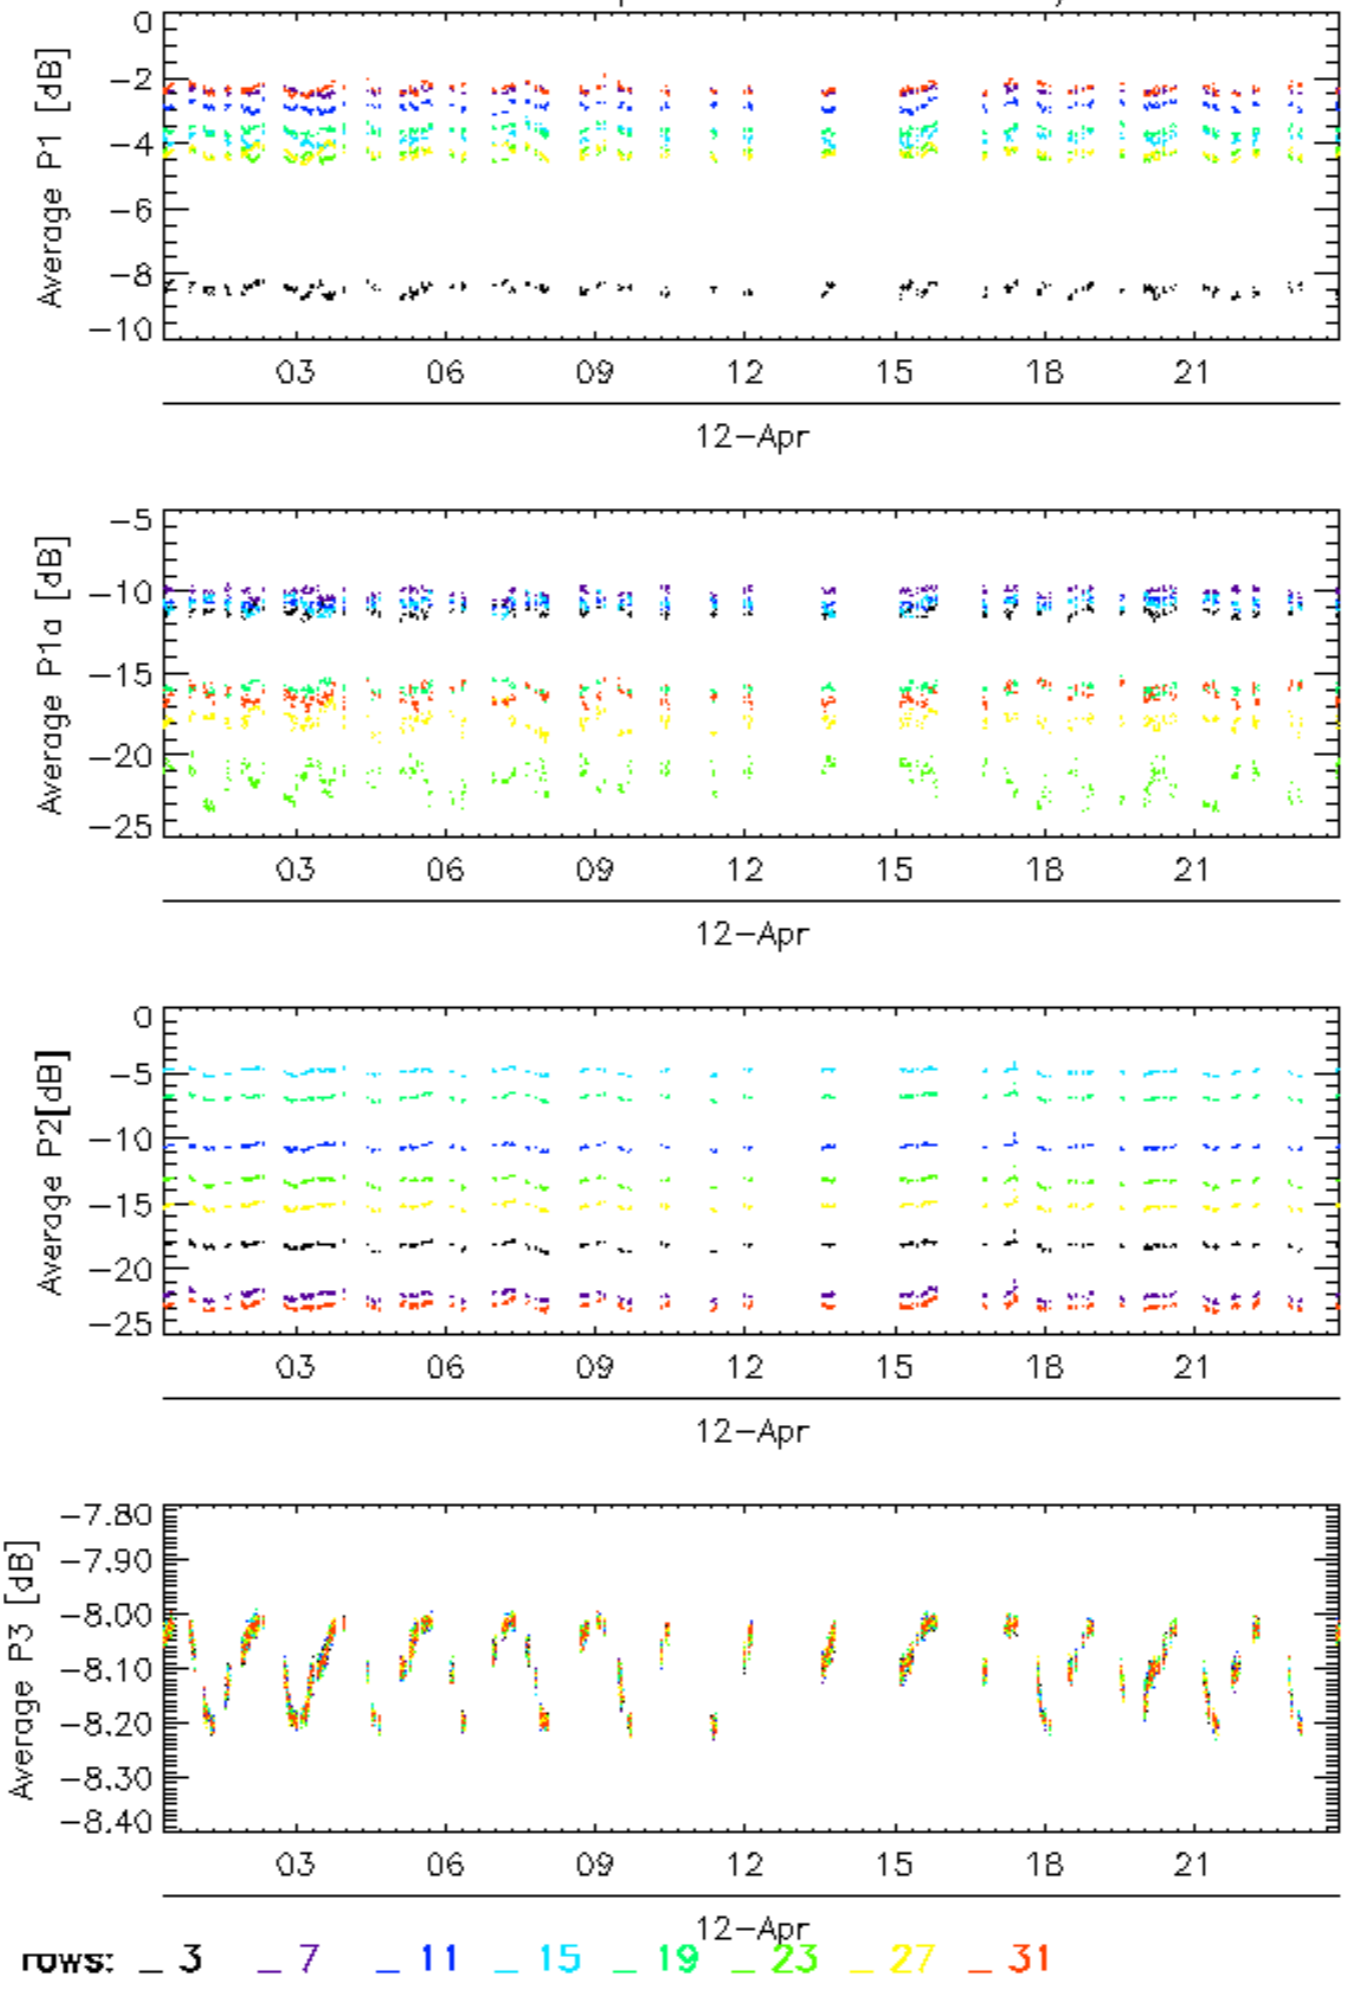 0
−2
−4
−6
−8
−10
Average P1 [dB]
03 06 09 12 15 18 21
12−Apr
−5
−10
−15
−20
−25
Average P1a [dB]
03 06 09 12 15 18 21
12−Apr
0
−5
−10
−15
−20
−25
Average P2[dB]
03 06 09 12 15 18 21
12−Apr
−7.80
−7.90
−8.00
−8.10
−8.20
−8.30
−8.40
Average P3 [dB]
03 06 09 12 15 18 21
12−Apr
rows: _ 3 _ 7 _ 11 _ 15 _ 19 _ 23 _ 27 _ 31